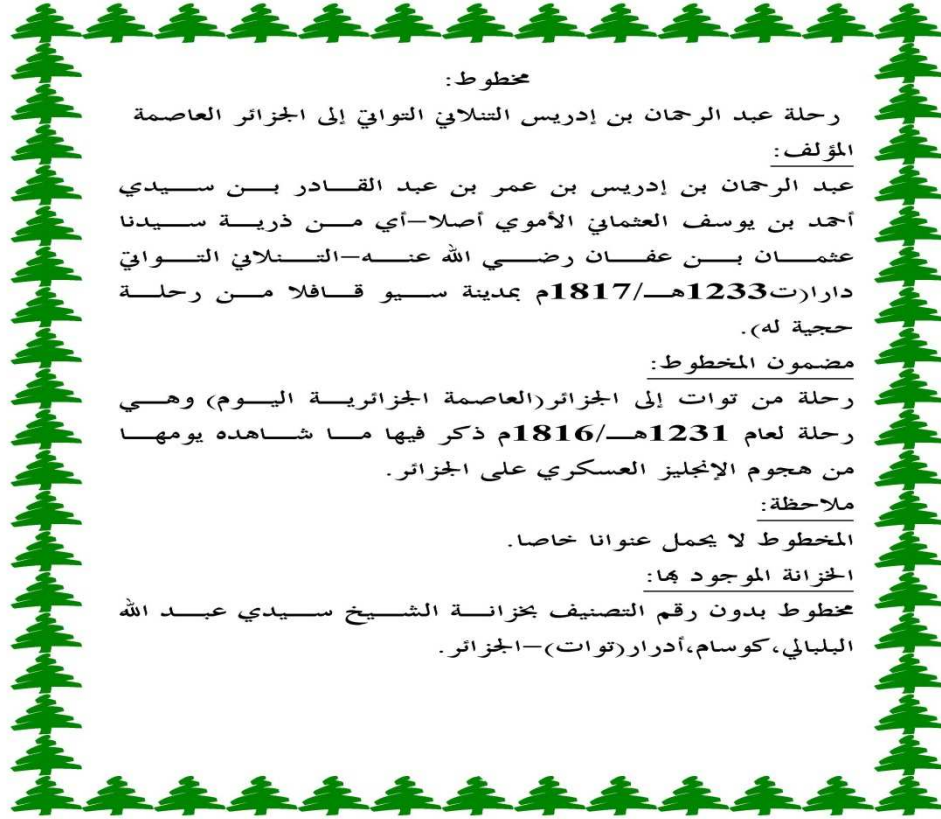 مخطوط:
رحلة عبد الرحمان بن إدريس التنلاني التواتي إلى الجزائر العاصمة
المؤلف:
عبد الرحمان بن إدريس بن عمر بن عبد القادر بن سيدي
أحمد بن يوسف العثماني الأموي أصلا–أي من ذرية سيدنا
عثمان بن عفان رضي الله عنه–التنلاني التواتي
دارا(ت1233هـ/1817م بمدينة سيو قافلا من رحلة
حجية له).
مضمون المخطوط:
رحلة من توات إلى الجزائر(العاصمة الجزائرية اليوم) وهي
رحلة لعام 1231هـ/1816م ذكر فيها ما شاهده يومها
من هجوم الإنجليز العسكري على الجزائر.
ملاحظة:
المخطوط لا يحمل عنوانا خاصا.
الخزانة الموجود بها:
مخطوط بدون رقم التصنيف بخزانة الشيخ سيدي عبد الله
البلبالي،كوسام،أدرار(توات)–الجزائر.